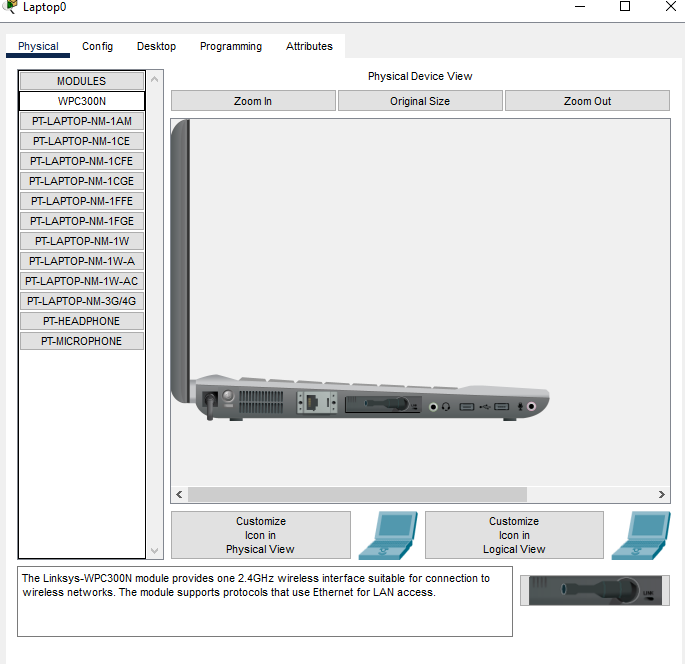 Laptop0
Physical Config Desktop Programming Attributes
MODULES
WPC300N
PT-LAPTOP-NM-1AM
PT-LAPTOP-NM-1CE
PT-LAPTOP-NM-1CFE
PT-LAPTOP-NM-1CGE
PT-LAPTOP-NM-1FFE
PT-LAPTOP-NM-1FGE
PT-LAPTOP-NM-1W
PT-LAPTOP-NM-1W-A
PT-LAPTOP-NM-1W-AC
PT-LAPTOP-NM-3G/4G
PT-HEADPHONE
PT-MICROPHONE
Physical Device View
Zoom In Original Size Zoom Out
Customize
Icon in
Physical View
Customize
Icon in
Logical View
The Linksys-WPC300N module provides one 2.4GHz wireless interface suitable for connection to
wireless networks. The module supports protocols that use Ethernet for LAN access.